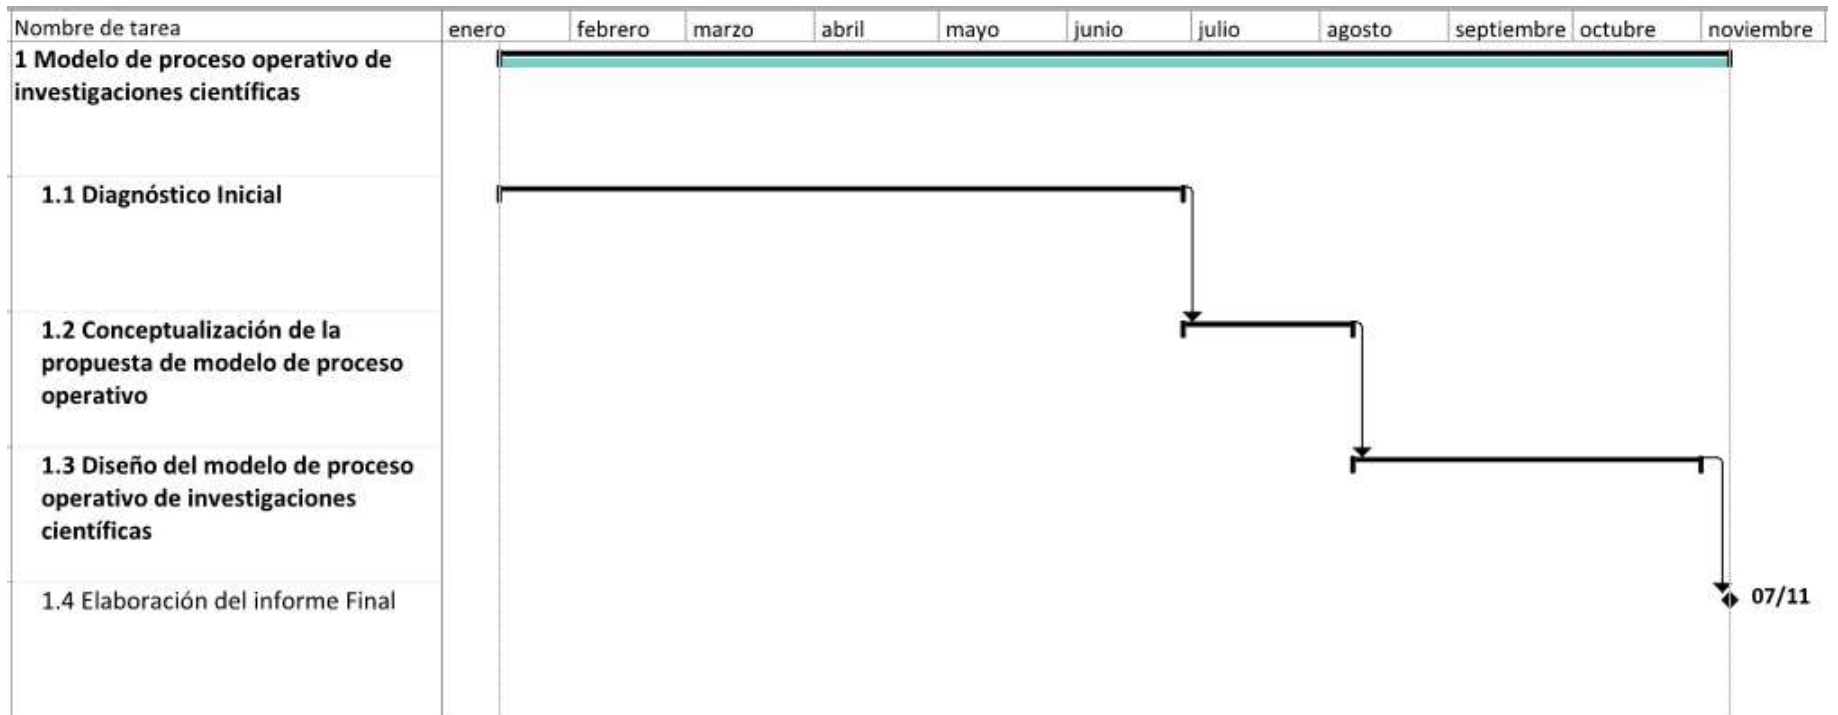 Nombre de tarea
enero febrero marzo abril mayo junio julio agosto septiembre octubre noviembre
1 Modelo de proceso operativo de
investigaciones científicas
1.1 Diagnóstico Inicial
1.2 Conceptualización de la
propuesta de modelo de proceso
operativo
1.3 Diseño del modelo de proceso
operativo de investigaciones
científicas
1.4 Elaboración del informe Final
07/11